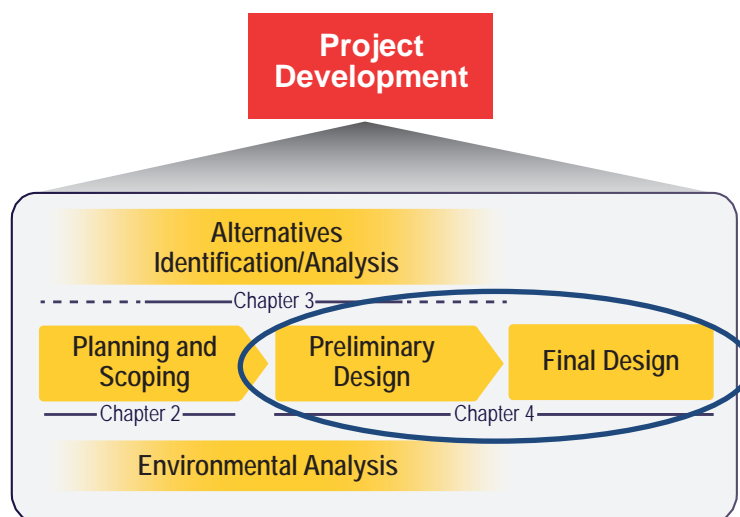 Project
Development
Alternatives
Identification/Analysis
Chapter 3
Planning and
Scoping
Preliminary
Design
Final Design
Chapter 2
Chapter 4
Environmental Analysis